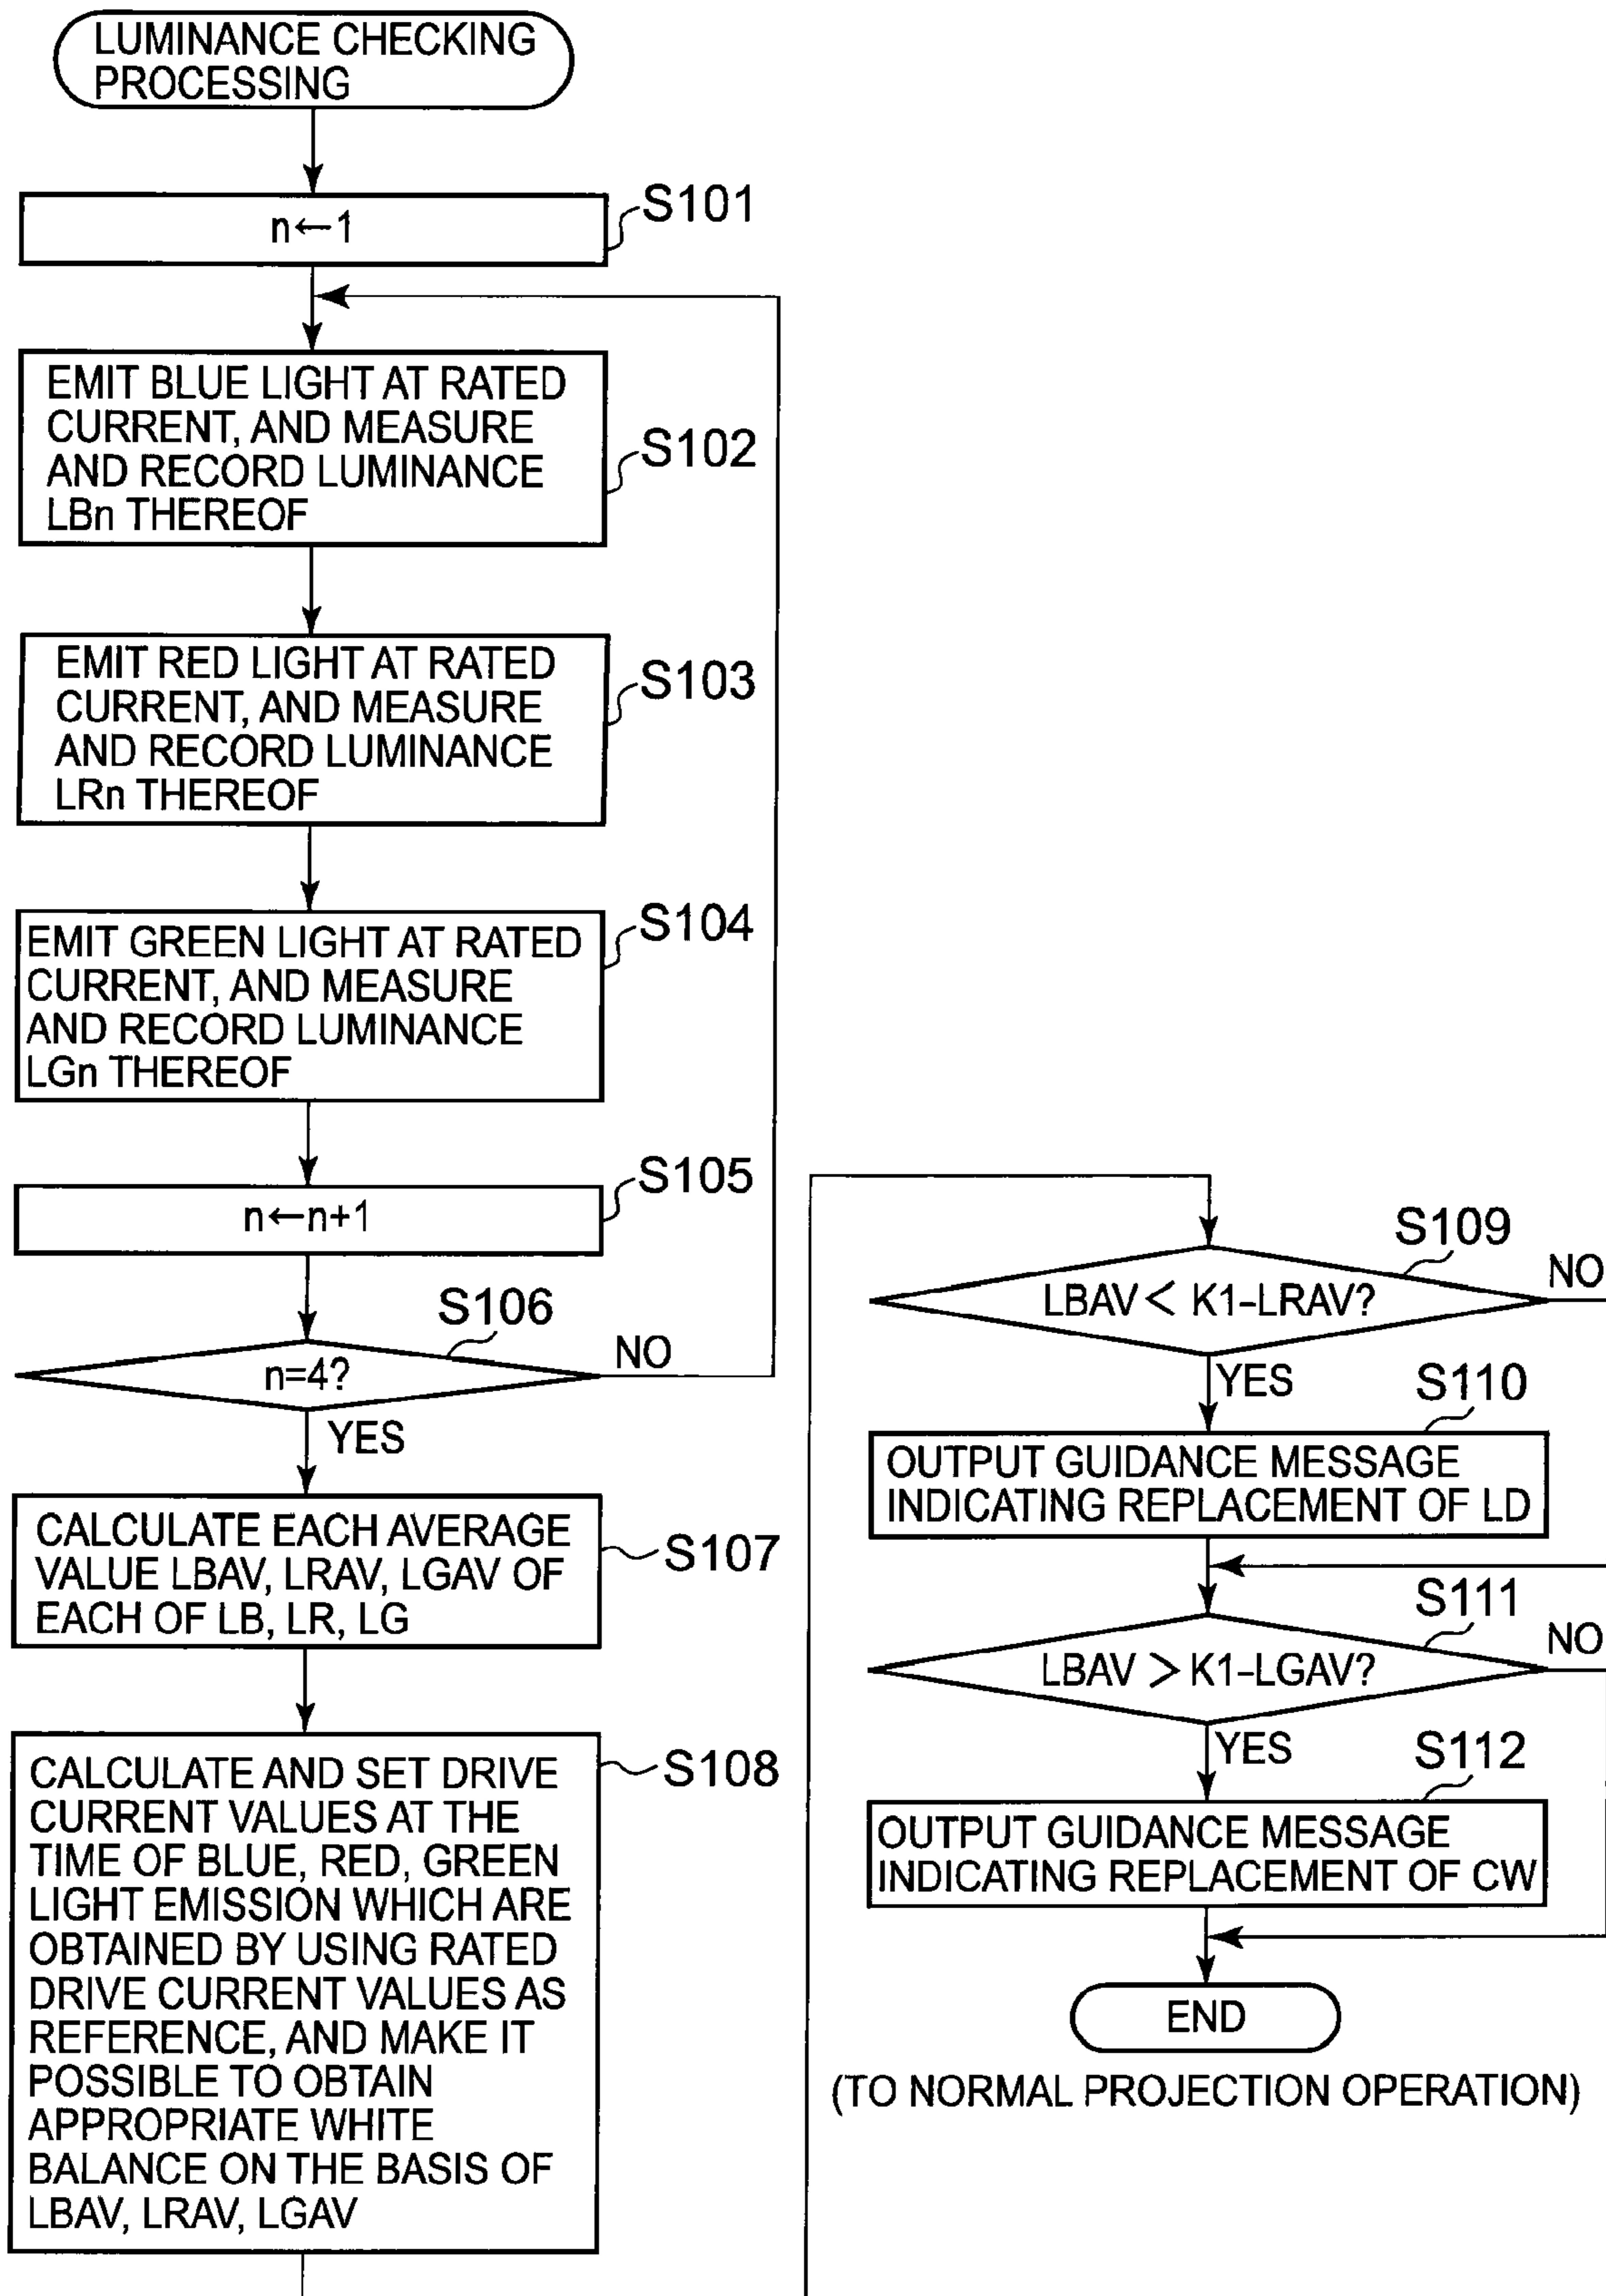 LUMINANCE CHECKING
PROCESSING
n←1
S101
EMIT BLUE LIGHT AT RATED
CURRENT, AND MEASURE
AND RECORD LUMINANCE
LBn THEREOF
S102
EMIT RED LIGHT AT RATED
CURRENT, AND MEASURE
AND RECORD LUMINANCE
LRn THEREOF
S103
EMIT GREEN LIGHT AT RATED
CURRENT, AND MEASURE
AND RECORD LUMINANCE
LGn THEREOF
S104
n←n+1
S105
S106
n=4?
NO
YES
CALCULATE EACH AVERAGE
VALUE LBAV, LRAV, LGAV OF
EACH OF LB, LR, LG
S107
CALCULATE AND SET DRIVE
CURRENT VALUES AT THE
TIME OF BLUE, RED, GREEN
LIGHT EMISSION WHICH ARE
OBTAINED BY USING RATED
DRIVE CURRENT VALUES AS
REFERENCE, AND MAKE IT
POSSIBLE TO OBTAIN
APPROPRIATE WHITE
BALANCE ON THE BASIS OF
LBAV, LRAV, LGAV
S108
S109
LBAV < K1-LRAV?
NO
YES
S110
OUTPUT GUIDANCE MESSAGE
INDICATING REPLACEMENT OF LD
S111
LBAV > K1-LGAV?
NO
YES
S112
OUTPUT GUIDANCE MESSAGE
INDICATING REPLACEMENT OF CW
END
(TO NORMAL PROJECTION OPERATION)